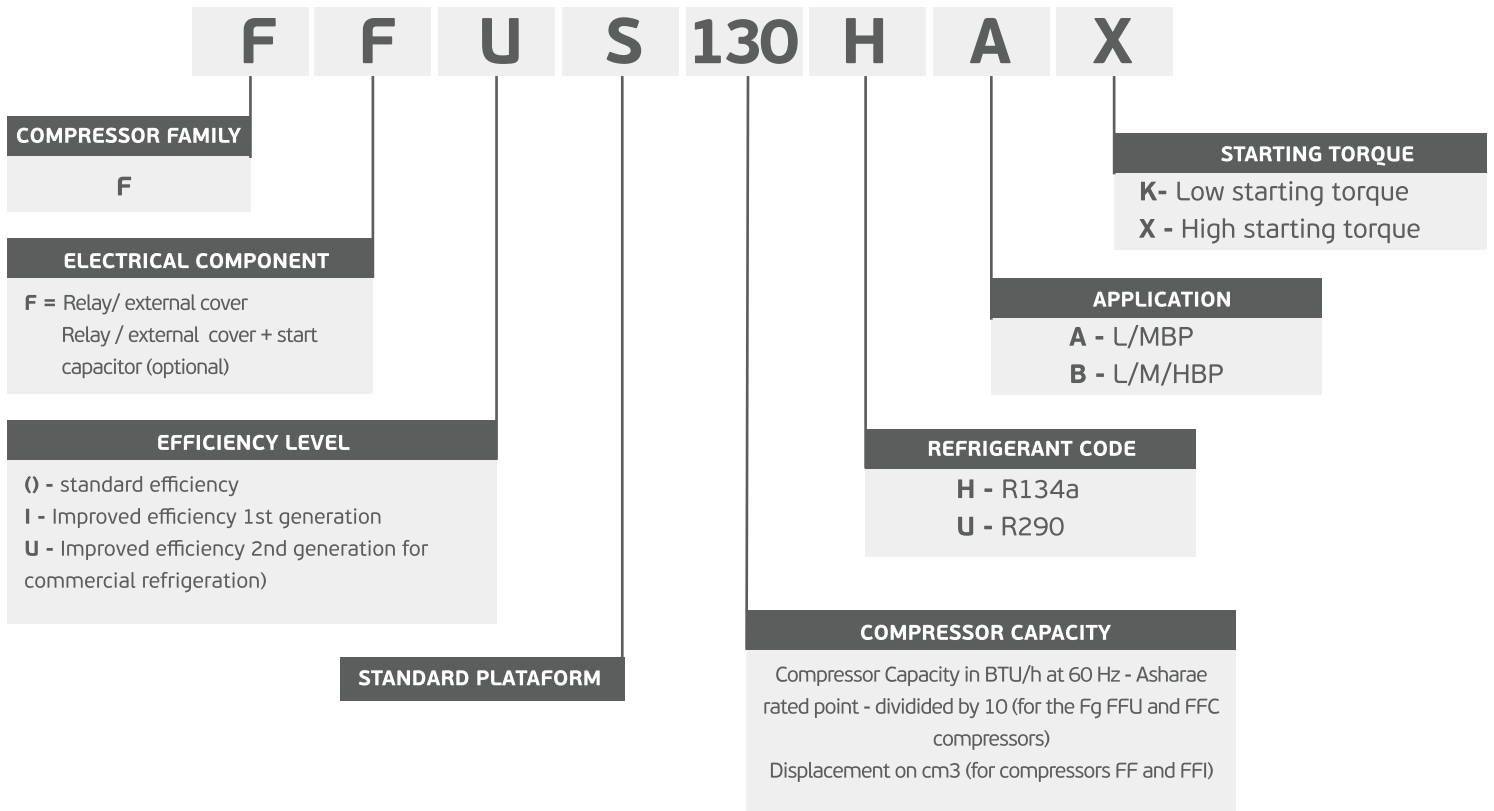 F F U S 130 H A X
COMPRESSOR FAMILY
F
ELECTRICAL COMPONENT
F = Relay/ external cover
Relay / external cover + start
capacitor (optional)
EFFICIENCY LEVEL
() - standard efficiency
I - Improved efficiency 1st generation
U - Improved efficiency 2nd generation for
commercial refrigeration)
STANDARD PLATAFORM
COMPRESSOR CAPACITY
Compressor Capacity in BTU/h at 60 Hz - Asharae
rated point - dividided by 10 (for the Fg FFU and FFC
compressors)
Displacement on cm3 (for compressors FF and FFI)
REFRIGERANT CODE
H - R134a
U - R290
APPLICATION
A - L/MBP
B - L/M/HBP
STARTING TORQUE
K- Low starting torque
X - High starting torque